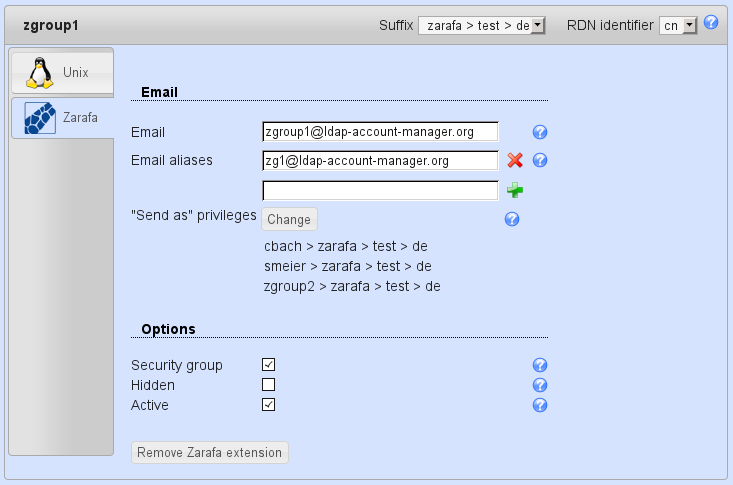 zgroup1 Suffix zarafa > test > de RDN identifier cn
Unix
Zarafa
Email
Email zgroup1@ldap-account-manager.org
Email aliases zg1@ldap-account-manager.org
"Send as" privileges Change
cbach > zarafa > test > de
smeier > zarafa > test > de
zgroup2 > zarafa > test > de
Options
Security group
Hidden
Active
Remove Zarafa extension